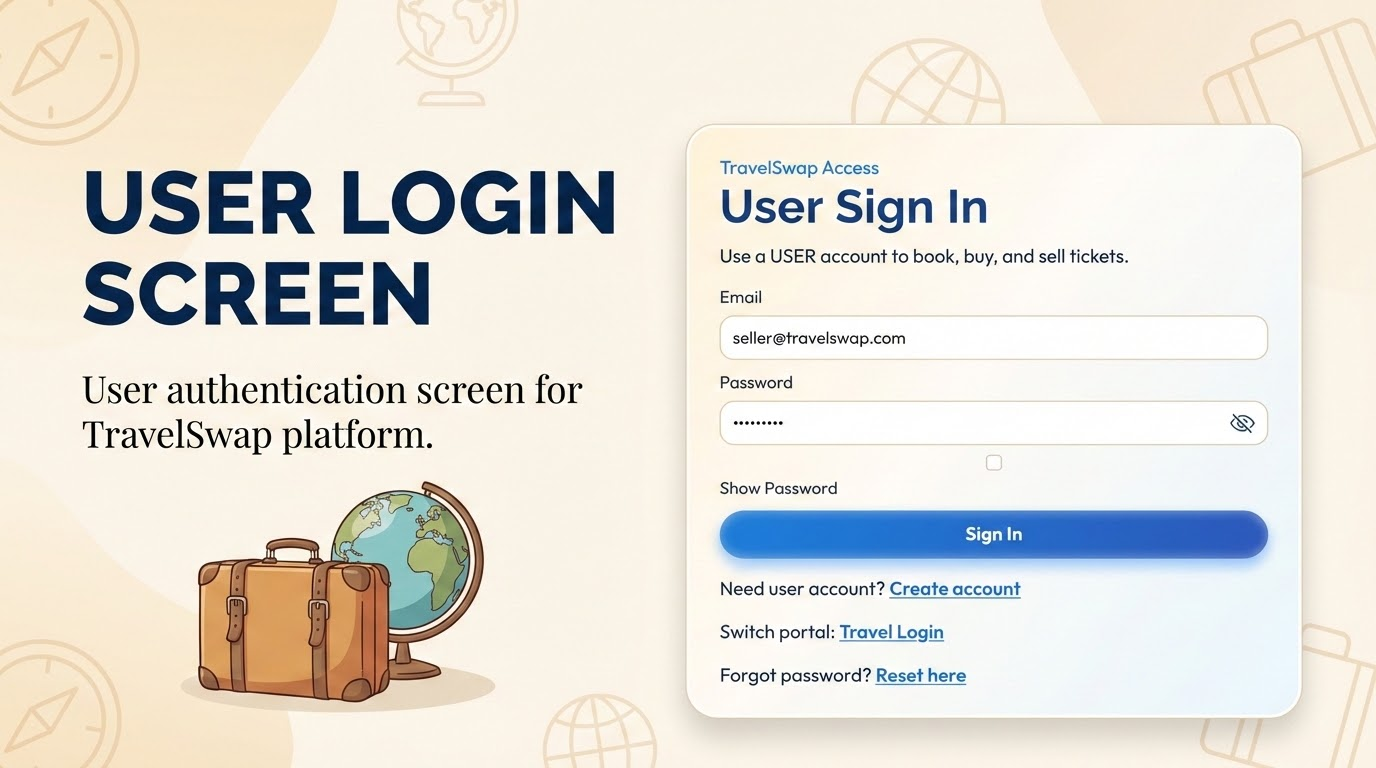 USER LOGIN
SCREEN
User authentication screen for
TravelSwap platform.
TravelSwap Access
User Sign In
Use a USER account to book, buy, and sell tickets.
Email
seller@travelswap.com
Password
•••••••••
Show Password
Sign In
Need user account? Create account
Switch portal: Travel Login
Forgot password? Reset here